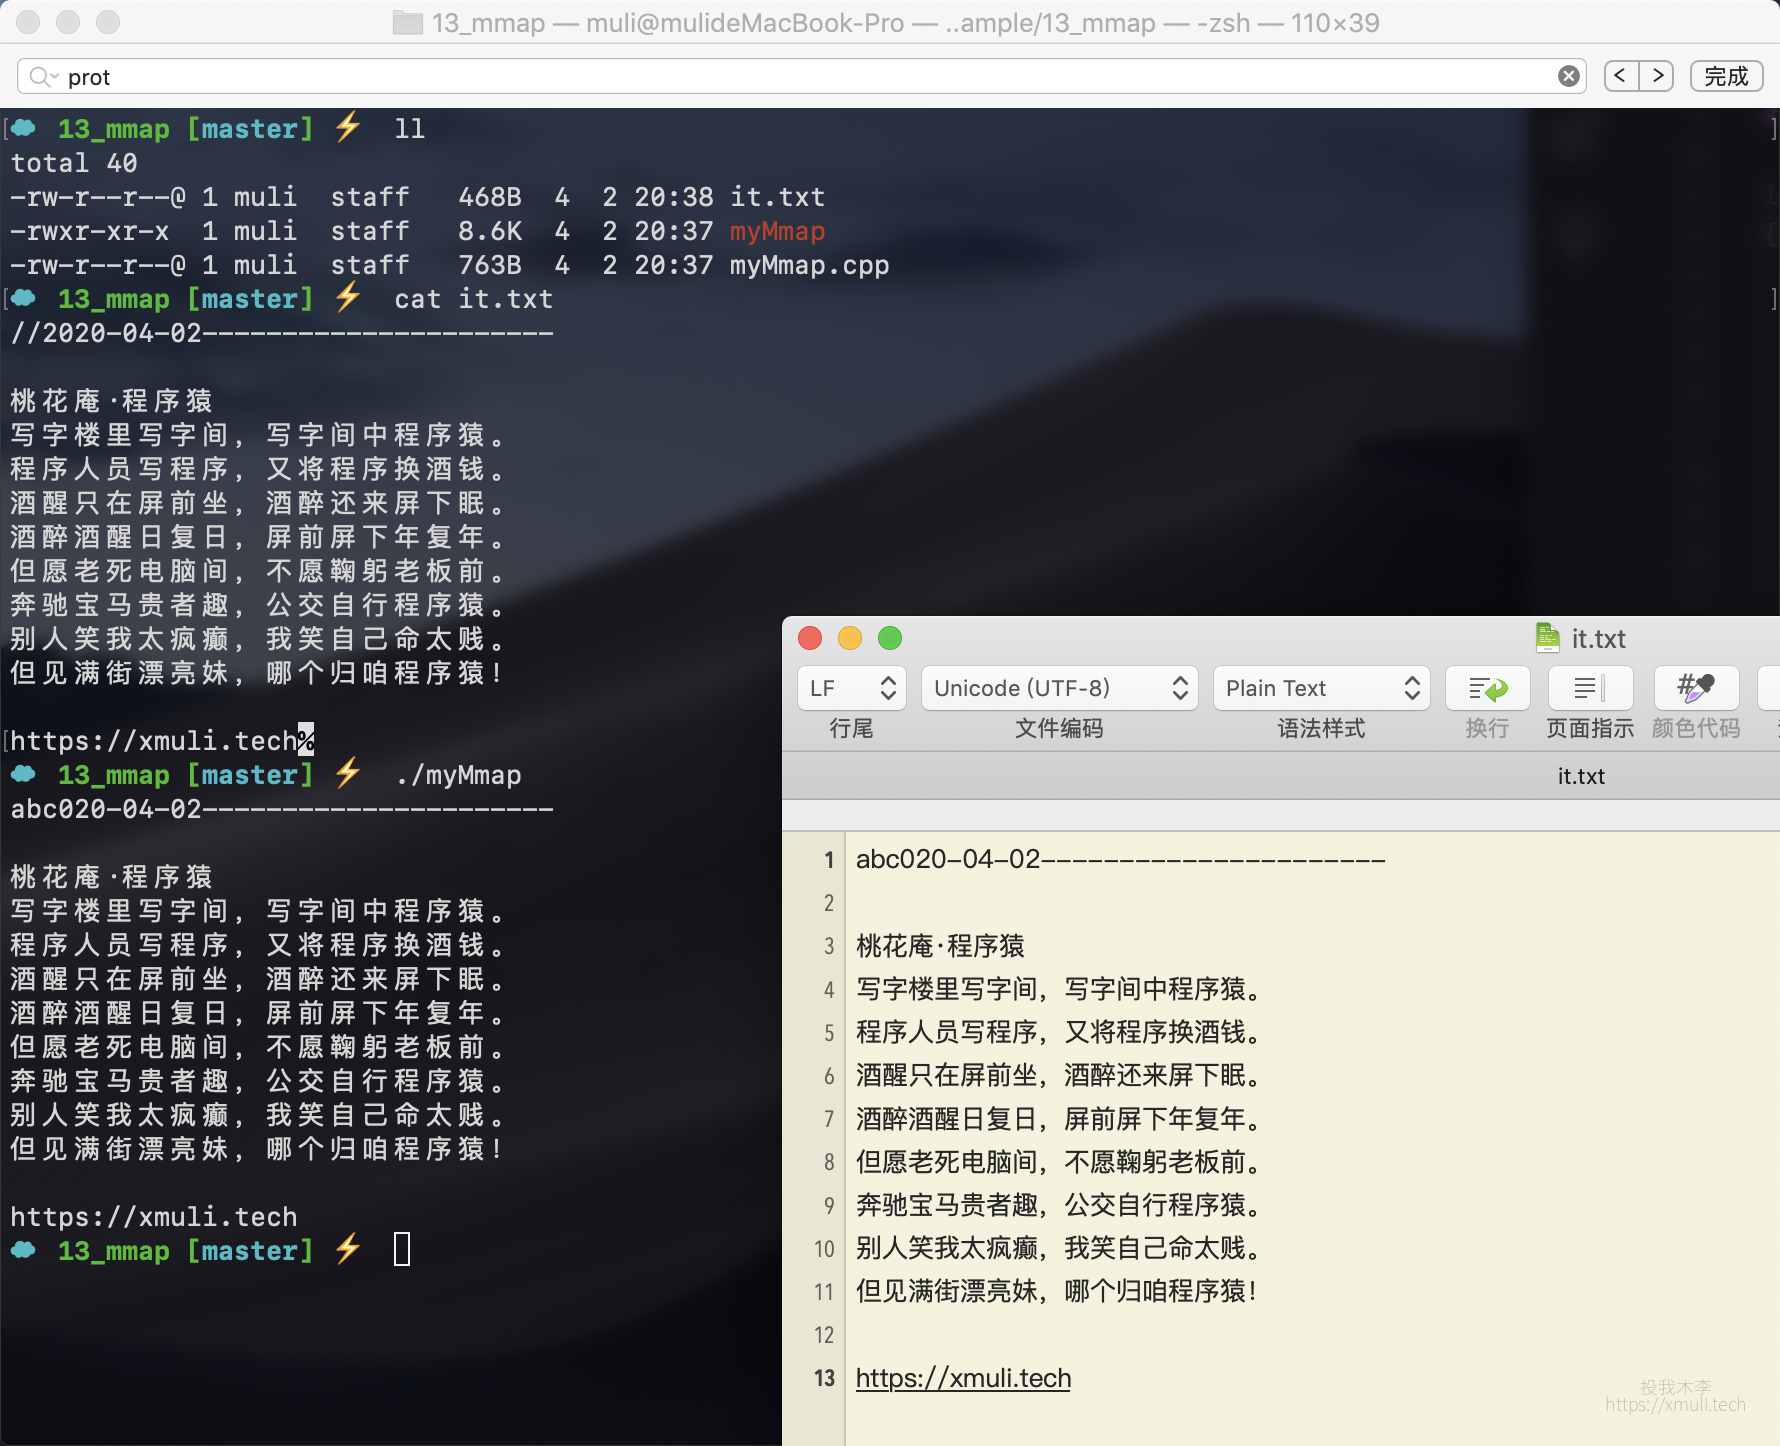 13_mmap — muli@mulideMacBook-Pro — ..ample/13_mmap — -zsh — 110×39
prot
完成
13_mmap [master] ⚡ ll
total 40
-rw-r--r--@ 1 muli  staff   468B  4  2 20:38 it.txt
-rwxr-xr-x  1 muli  staff   8.6K  4  2 20:37 myMmap
-rw-r--r--@ 1 muli  staff   763B  4  2 20:37 myMmap.cpp
13_mmap [master] ⚡ cat it.txt
//2020-04-02----------------------
桃花庵·程序猿
写字楼里写字间，写字间中程序猿。
程序人员写程序，又将程序换酒钱。
酒醒只在屏前坐，酒醉还来屏下眠。
酒醉酒醒日复日，屏前屏下年复年。
但愿老死电脑间，不愿鞠躬老板前。
奔驰宝马贵者趣，公交自行程序猿。
别人笑我太疯癫，我笑自己命太贱。
但见满街漂亮妹，哪个归咱程序猿！
https://xmuli.tech%
13_mmap [master] ⚡ ./myMmap
abc020-04-02----------------------
桃花庵·程序猿
写字楼里写字间，写字间中程序猿。
程序人员写程序，又将程序换酒钱。
酒醒只在屏前坐，酒醉还来屏下眠。
酒醉酒醒日复日，屏前屏下年复年。
但愿老死电脑间，不愿鞠躬老板前。
奔驰宝马贵者趣，公交自行程序猿。
别人笑我太疯癫，我笑自己命太贱。
但见满街漂亮妹，哪个归咱程序猿！
https://xmuli.tech
13_mmap [master] ⚡
it.txt
LF Unicode (UTF-8) Plain Text
行尾 文件编码 语法样式 换行 页面指示 颜色代码
it.txt
1 abc020-04-02----------------------
2
3 桃花庵·程序猿
4 写字楼里写字间，写字间中程序猿。
5 程序人员写程序，又将程序换酒钱。
6 酒醒只在屏前坐，酒醉还来屏下眠。
7 酒醉酒醒日复日，屏前屏下年复年。
8 但愿老死电脑间，不愿鞠躬老板前。
9 奔驰宝马贵者趣，公交自行程序猿。
10 别人笑我太疯癫，我笑自己命太贱。
11 但见满街漂亮妹，哪个归咱程序猿！
12
13 https://xmuli.tech
投我木李
https://xmuli.tech